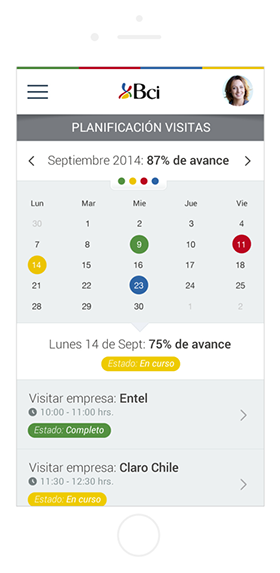 Bci
PLANIFICACIÓN VISITAS
Septiembre 2014: 87% de avance
Lun Mar Mie Jue Vie
30 1 2 3 4
7 8 9 10 11
14 15 16 17 18
21 22 23 24 25
28 29 30 1 2
Lunes 14 de Sept: 75% de avance
Estado: En curso
Visitar empresa: Entel
10:00 - 11:00 hrs.
Estado: Completo
Visitar empresa: Claro Chile
11:30 - 12:30 hrs.
Estado: En curso